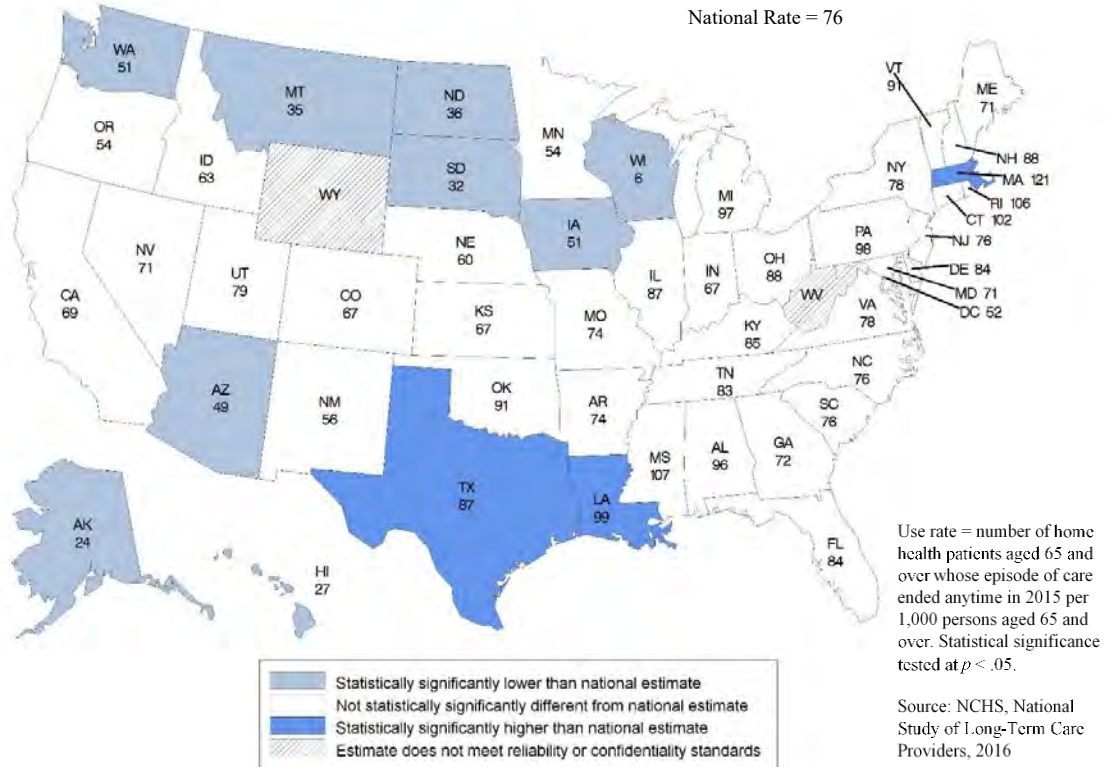 National Rate = 76
WA
51
MT
35
ND
36
MN
54
OR
54
ID
63
WY
SD
32
WI
6
MI
97
VT
91
ME
71
NH 88
MA 121
RI 106
CT 102
NY
78
NJ 76
PA
98
DE 84
MD 71
DC 52
NV
71
UT
79
CO
67
NE
60
IA
51
IL
87
IN
67
OH
88
WV
VA
78
CA
69
KS
67
MO
74
KY
85
NC
76
TN
83
SC
76
AZ
49
NM
56
OK
91
AR
74
MS
107
AL
96
GA
72
TX
87
LA
99
FL
84
AK
24
HI
27
Use rate = number of home
health patients aged 65 and
over whose episode of care
ended anytime in 2015 per
1,000 persons aged 65 and
over. Statistical significance
tested at p < .05.
Source: NCHS, National
Study of Long-Term Care
Providers, 2016
Statistically significantly lower than national estimate
Not statistically significantly different from national estimate
Statistically significantly higher than national estimate
Estimate does not meet reliability or confidentiality standards